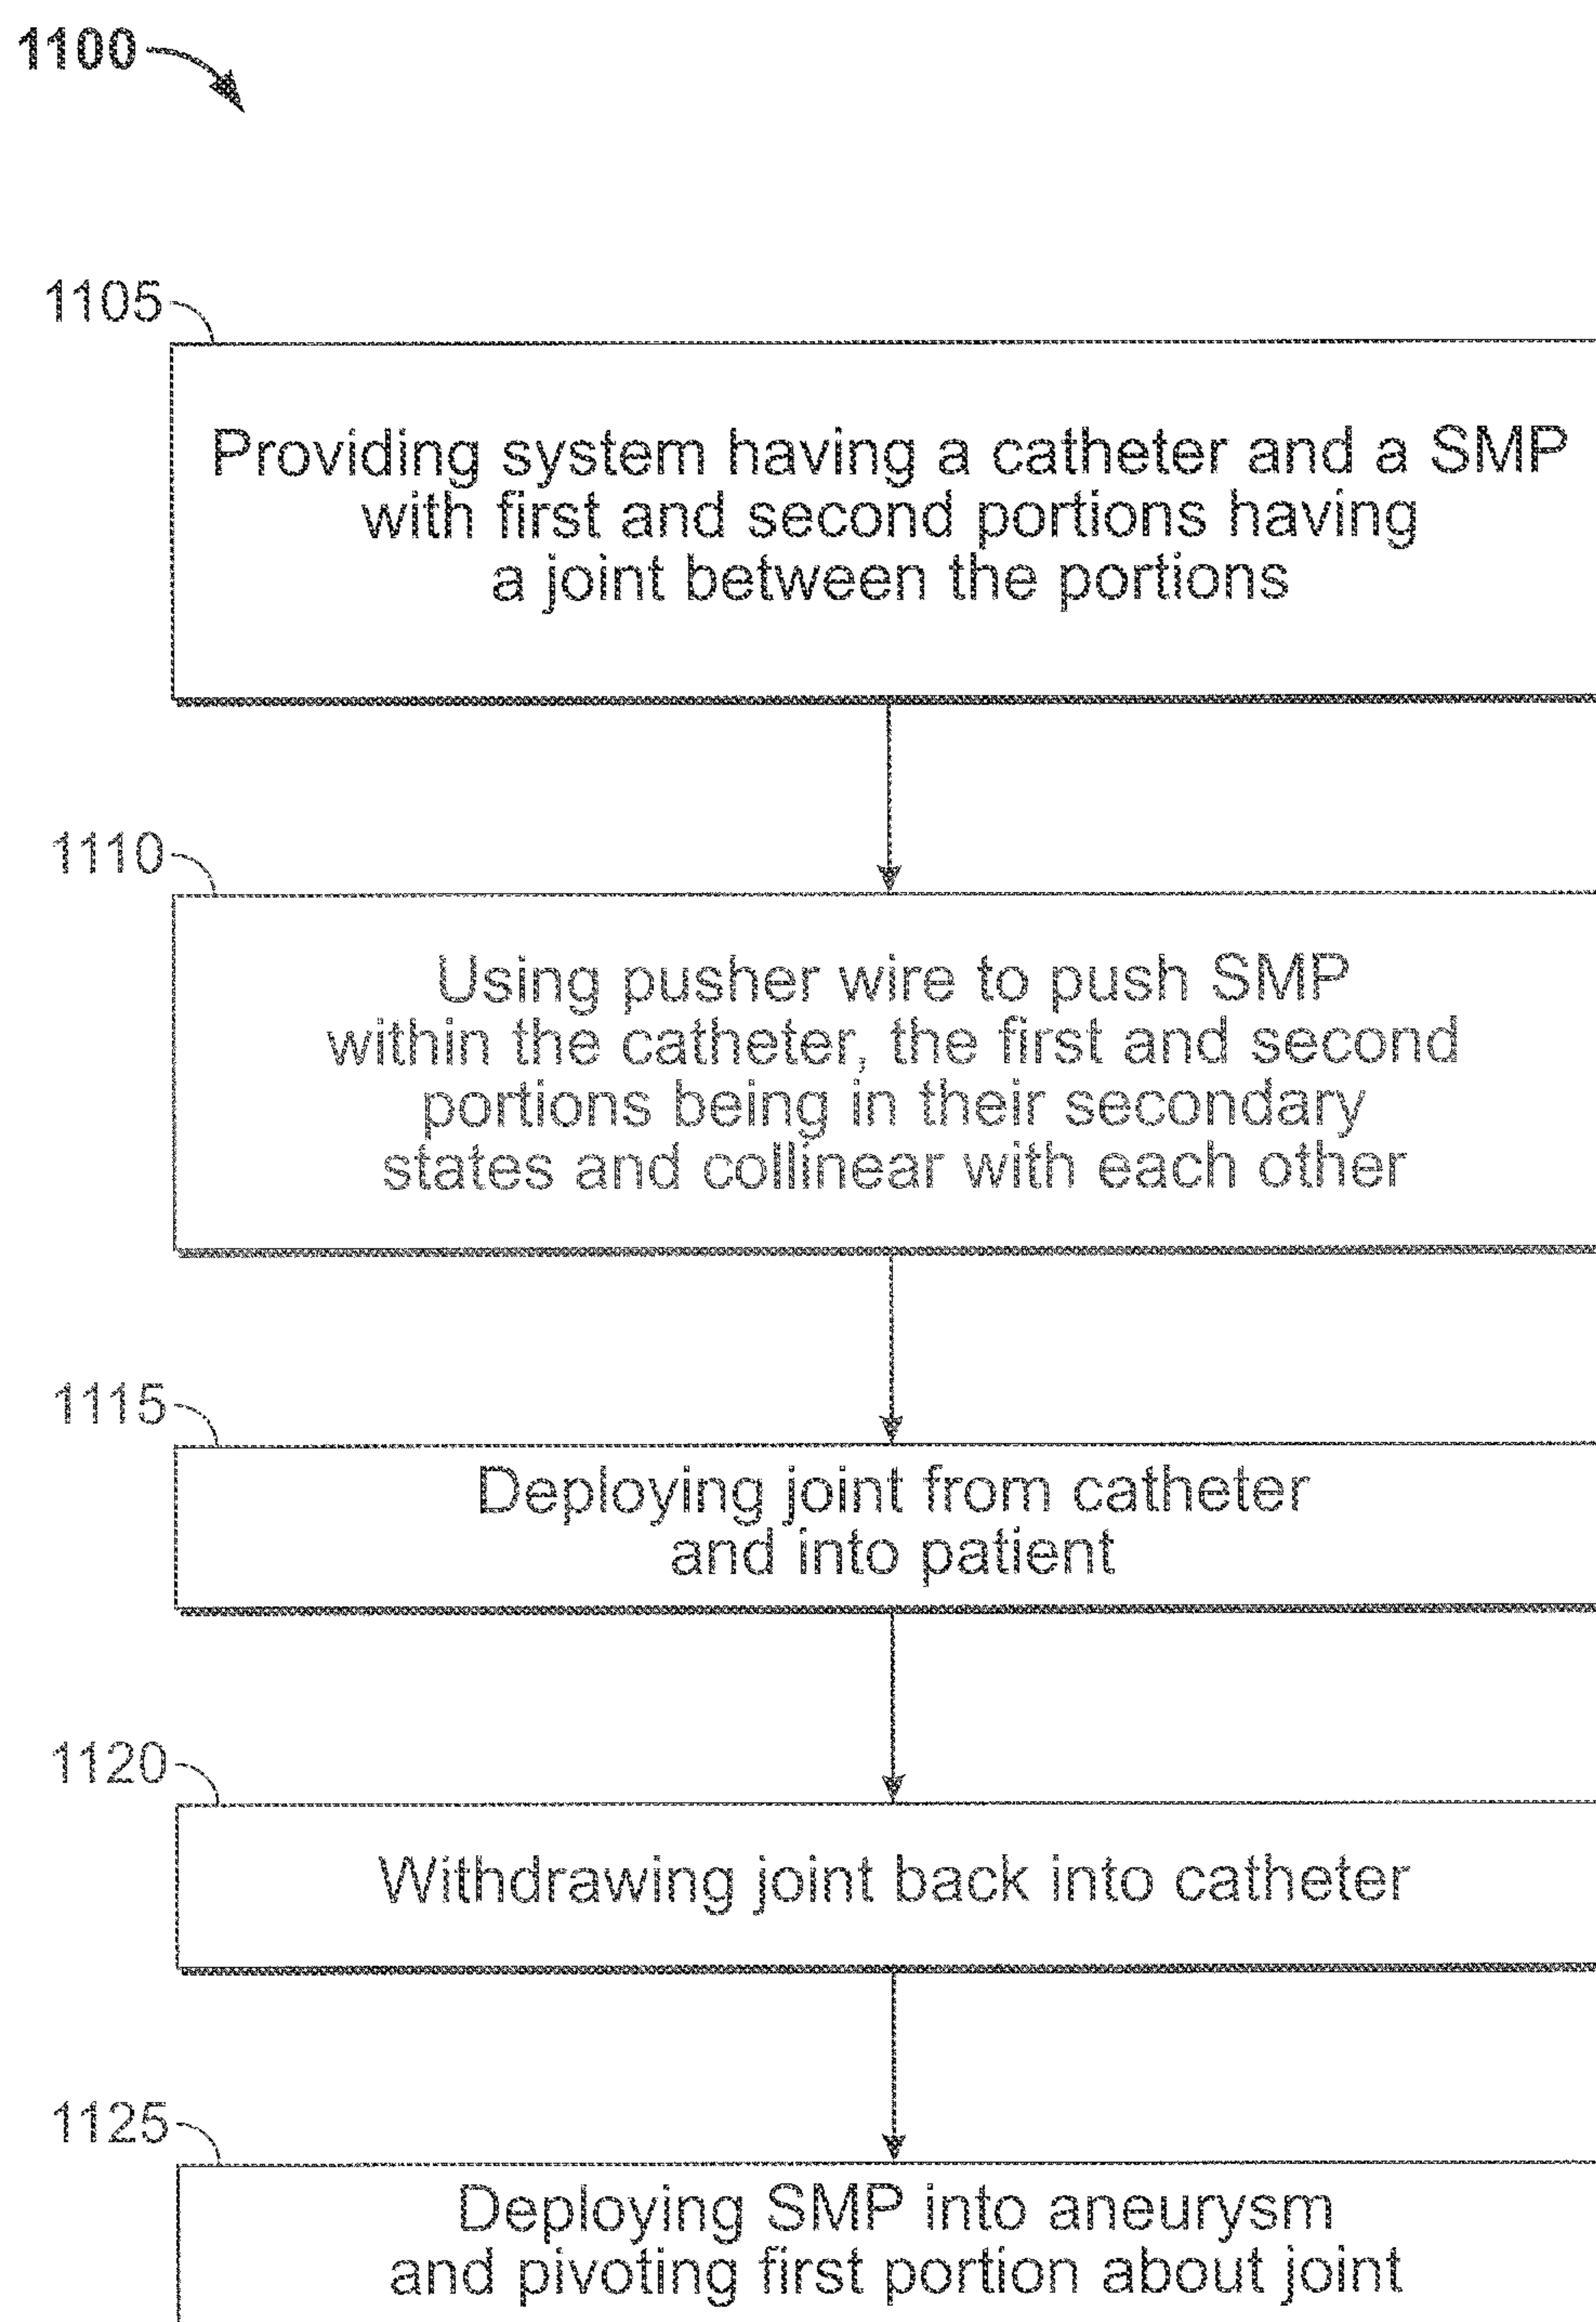 1100
1105
Providing system having a catheter and a SMP
with first and second portions having
a joint between the portions
1110
Using pusher wire to push SMP
within the catheter, the first and second
portions being in their secondary
states and collinear with each other
1115
Deploying joint from catheter
and into patient
1120
Withdrawing joint back into catheter
1125
Deploying SMP into aneurysm
and pivoting first portion about joint